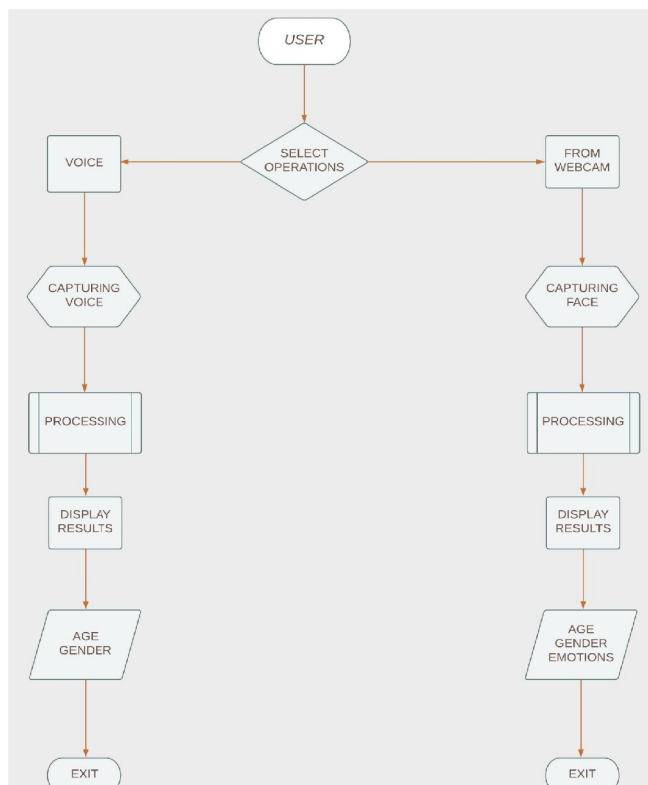 USER
SELECT
OPERATIONS
VOICE
FROM
WEBCAM
CAPTURING
VOICE
CAPTURING
FACE
PROCESSING
PROCESSING
DISPLAY
RESULTS
DISPLAY
RESULTS
AGE
GENDER
AGE
GENDER
EMOTIONS
EXIT
EXIT